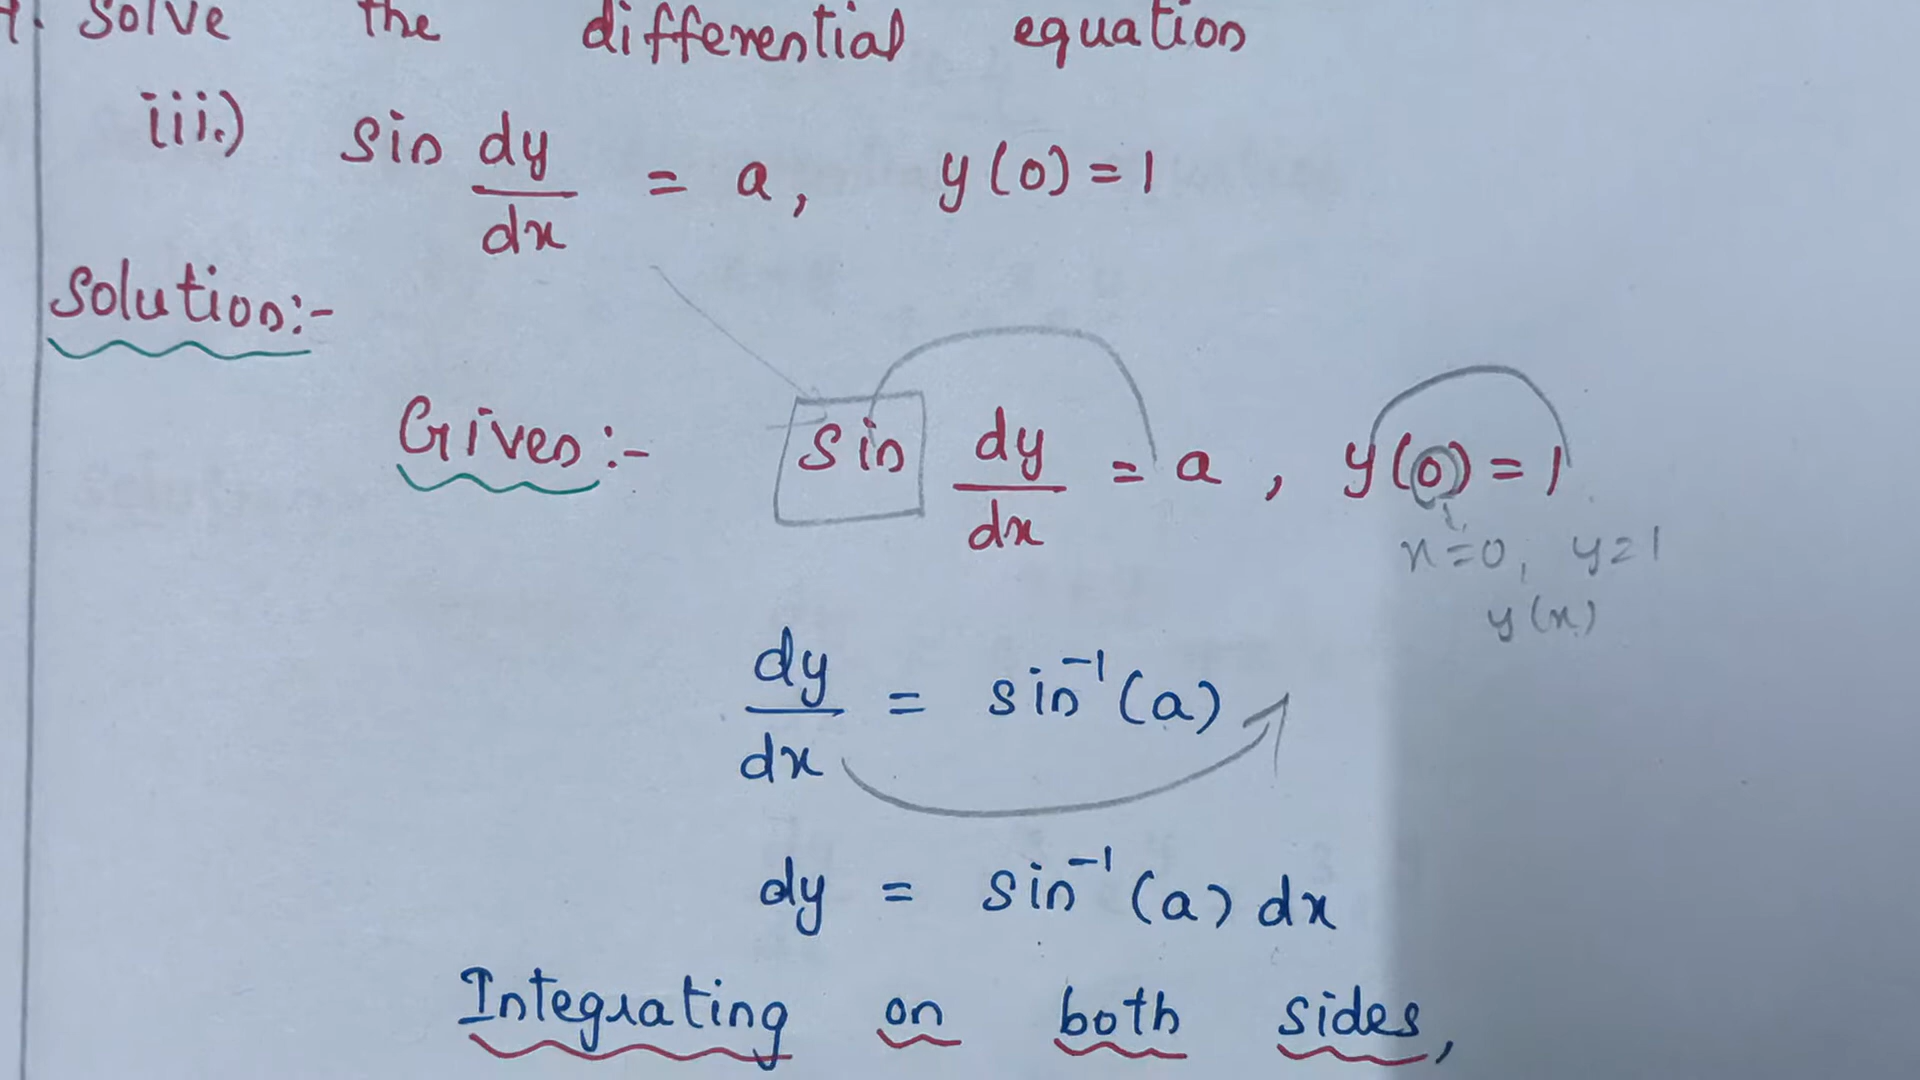 Solve the differential equation
iii.) sin dy/dx = a, y(0)=1
Solution:-
Given:- sin dy/dx = a, y(0)=1
x=0, y=1
y(x)
dy/dx = sin⁻¹(a)
dy = sin⁻¹(a) dx
Integrating on both sides,